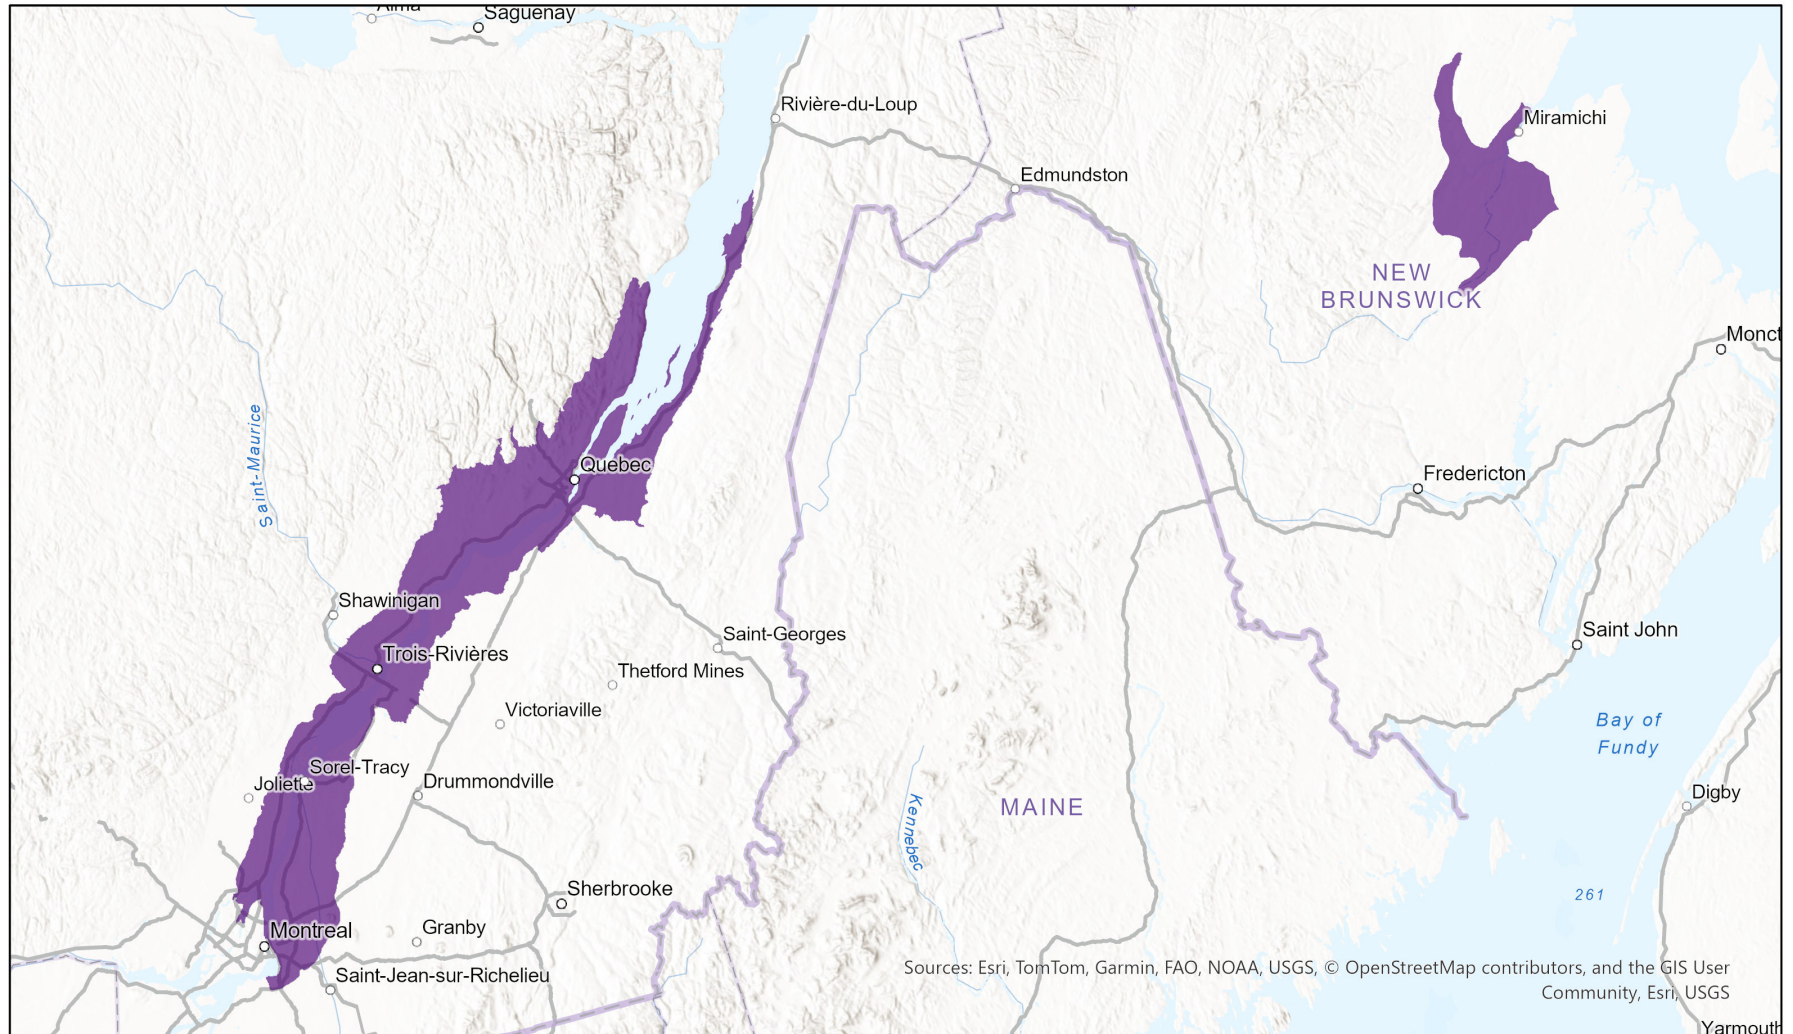 Alma
Saguenay
Rivière-du-Loup
Miramichi
Edmundston
NEW
BRUNSWICK
Monct
Saint-Maurice
Quebec
Fredericton
Shawinigan
Saint John
Saint-Georges
Trois-Rivières
Thetford Mines
Victoriaville
Bay of
Fundy
Sorel-Tracy
Joliette
Drummondville
Digby
MAINE
Kennebec
Sherbrooke
261
Granby
Montreal
Saint-Jean-sur-Richelieu
Sources: Esri, TomTom, Garmin, FAO, NOAA, USGS, © OpenStreetMap contributors, and the GIS User
Community, Esri, USGS
Yarmouth